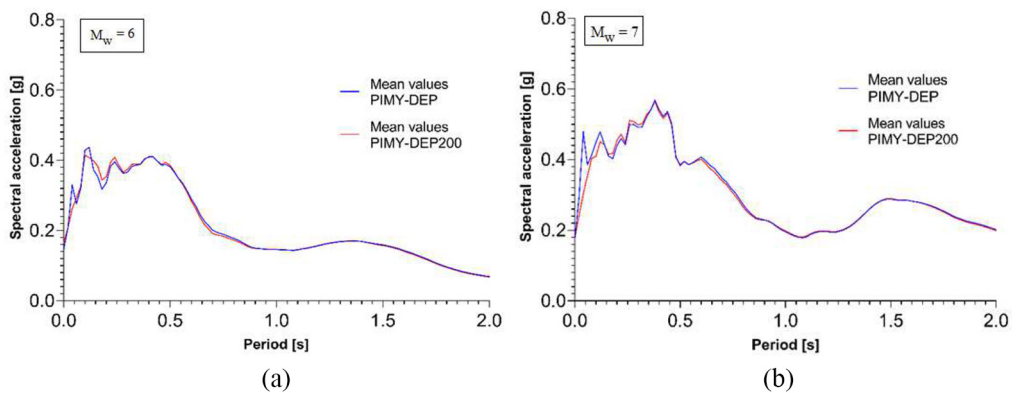 M_w = 6
Mean values
PIMY-DEP
Mean values
PIMY-DEP200
Spectral acceleration [g]
0.8
0.6
0.4
0.2
0.0
0.0 0.5 1.0 1.5 2.0
Period [s]
(a)
M_w = 7
Mean values
PIMY-DEP
Mean values
PIMY-DEP200
Spectral acceleration [g]
0.8
0.6
0.4
0.2
0.0
0.0 0.5 1.0 1.5 2.0
Period [s]
(b)